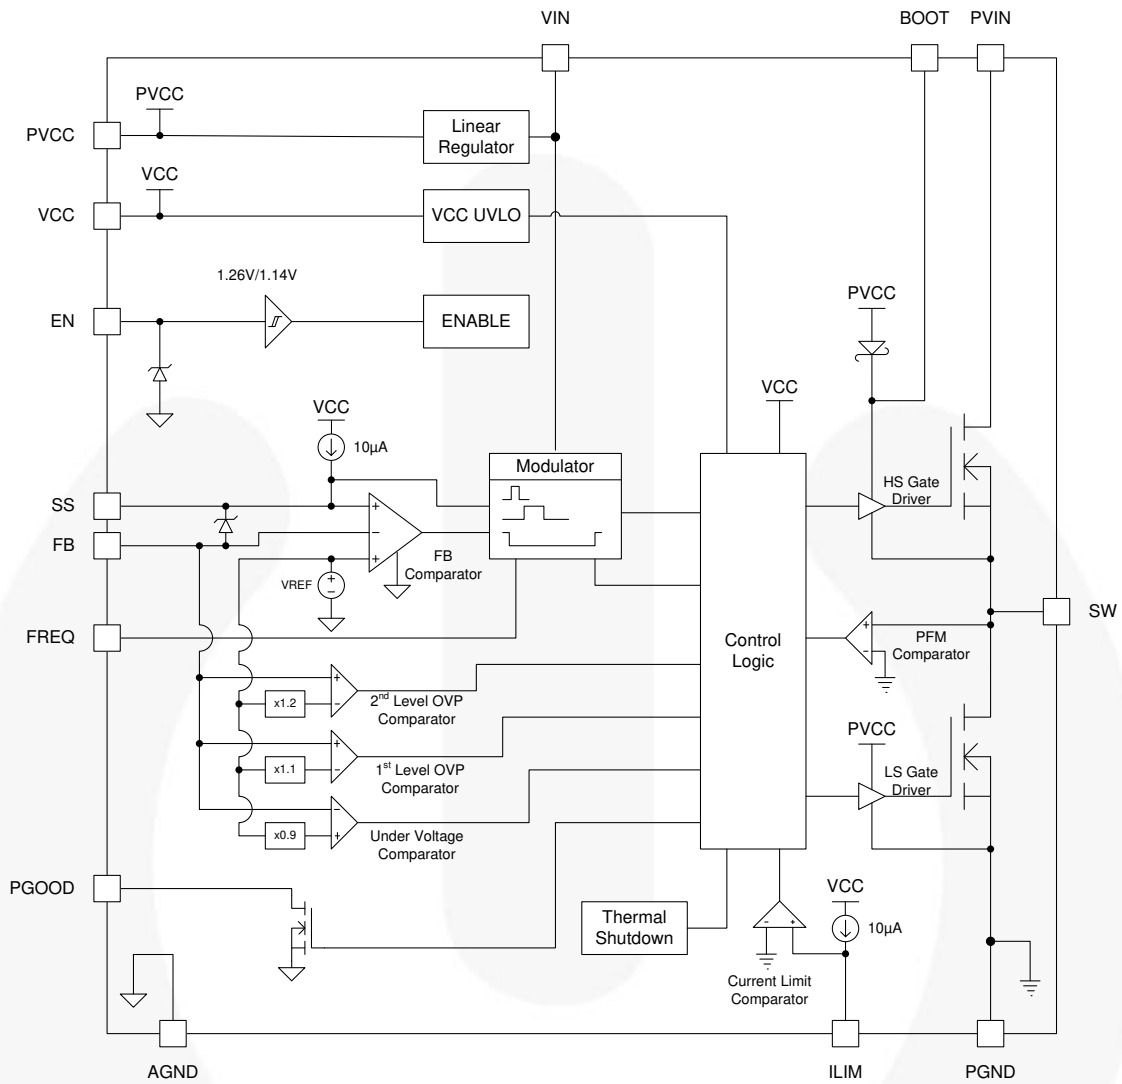 VIN
BOOT
PVIN
PVCC
PVCC
Linear
Regulator
VCC
VCC
VCC UVLO
1.26V/1.14V
EN
ENABLE
PVCC
VCC
VCC
10µA
Modulator
SS
FB
HS Gate
Driver
FB
Comparator
VREF
+
−
+
+
−
FREQ
SW
Control
Logic
+
-
PFM
Comparator
x1.2
+
−
2nd Level OVP
Comparator
x1.1
+
−
1st Level OVP
Comparator
PVCC
LS Gate
Driver
x0.9
−
+
Under Voltage
Comparator
PGOOD
VCC
10µA
Thermal
Shutdown
-
+
Current Limit
Comparator
AGND
ILIM
PGND